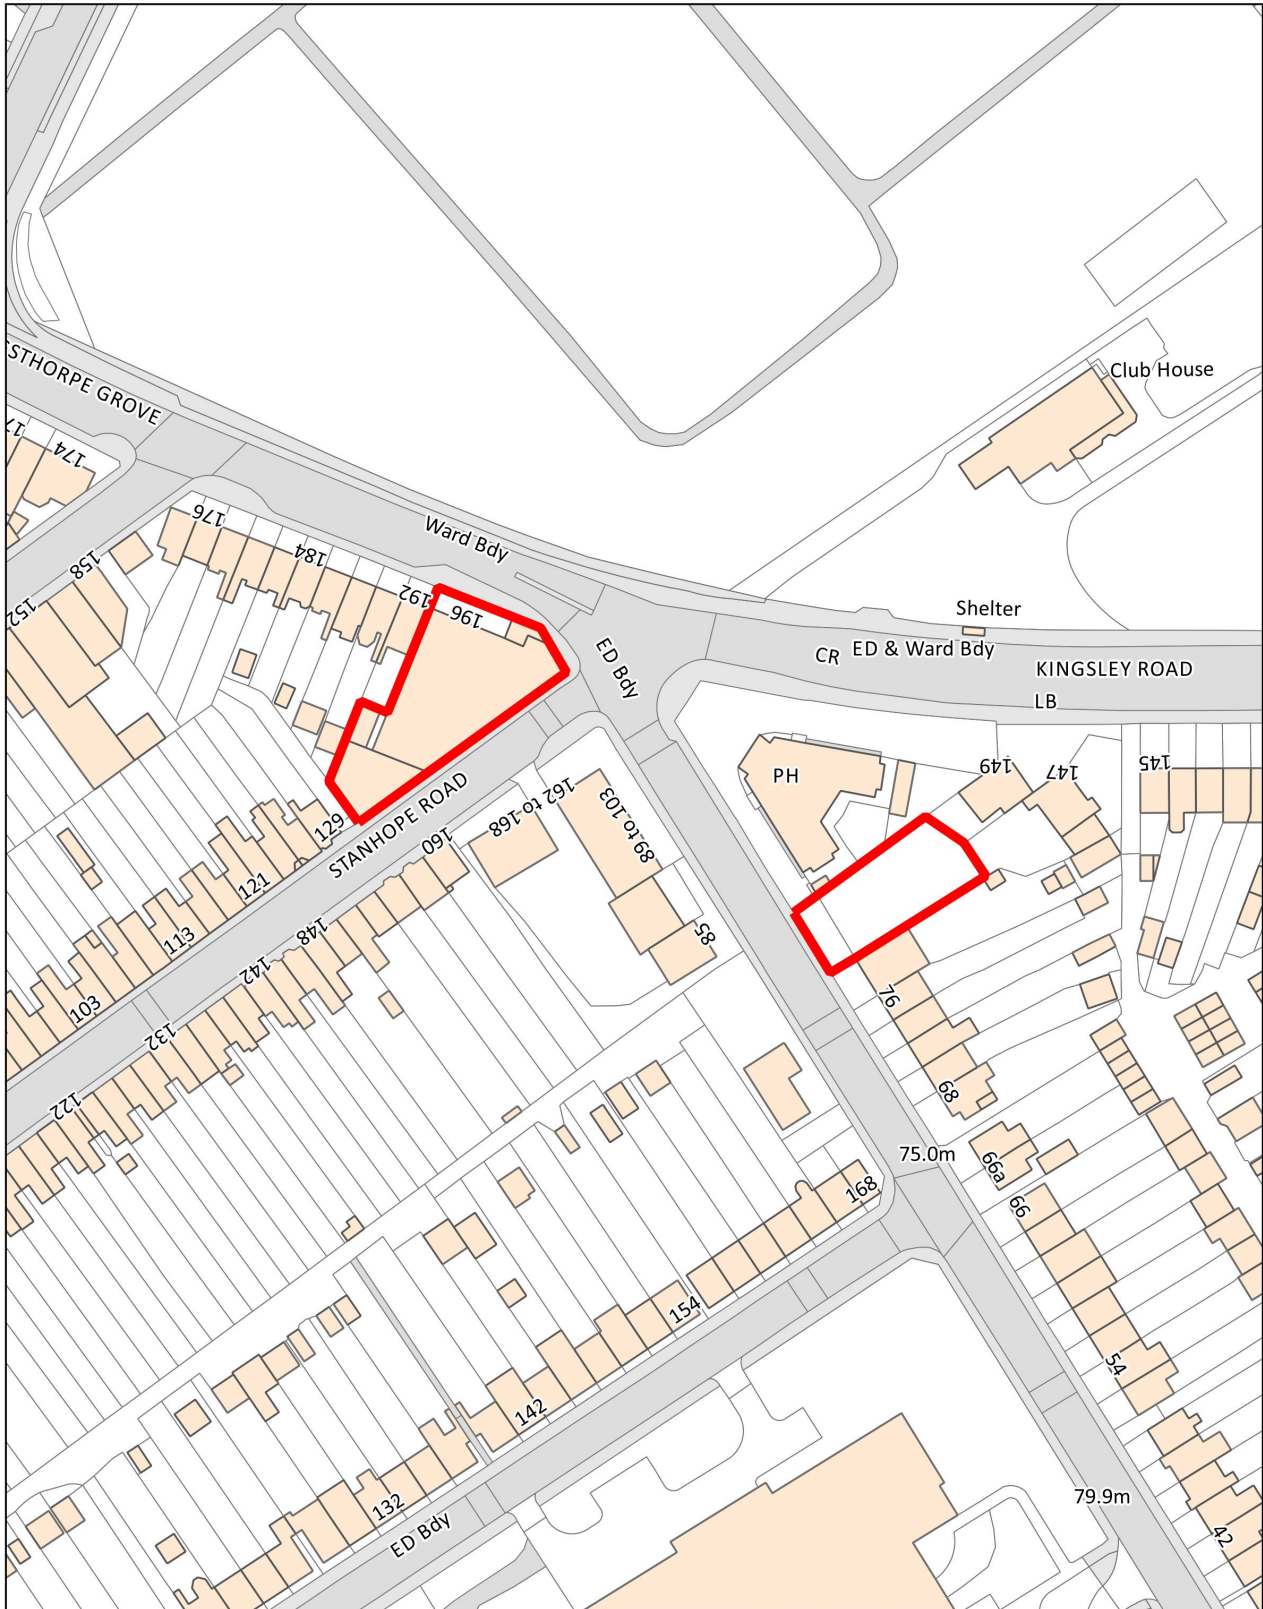 Club House
STHORPE GROVE
174
176
Ward Bdy
184
158
192
196
152
Shelter
ED Bdy
CR
ED & Ward Bdy
KINGSLEY ROAD
LB
PH
149
147
145
162 to 168
89 to 103
129
STANHOPE ROAD
160
121
148
113
85
142
103
76
132
68
122
75.0m
66a
168
66
154
54
142
79.9m
132
42
ED Bdy